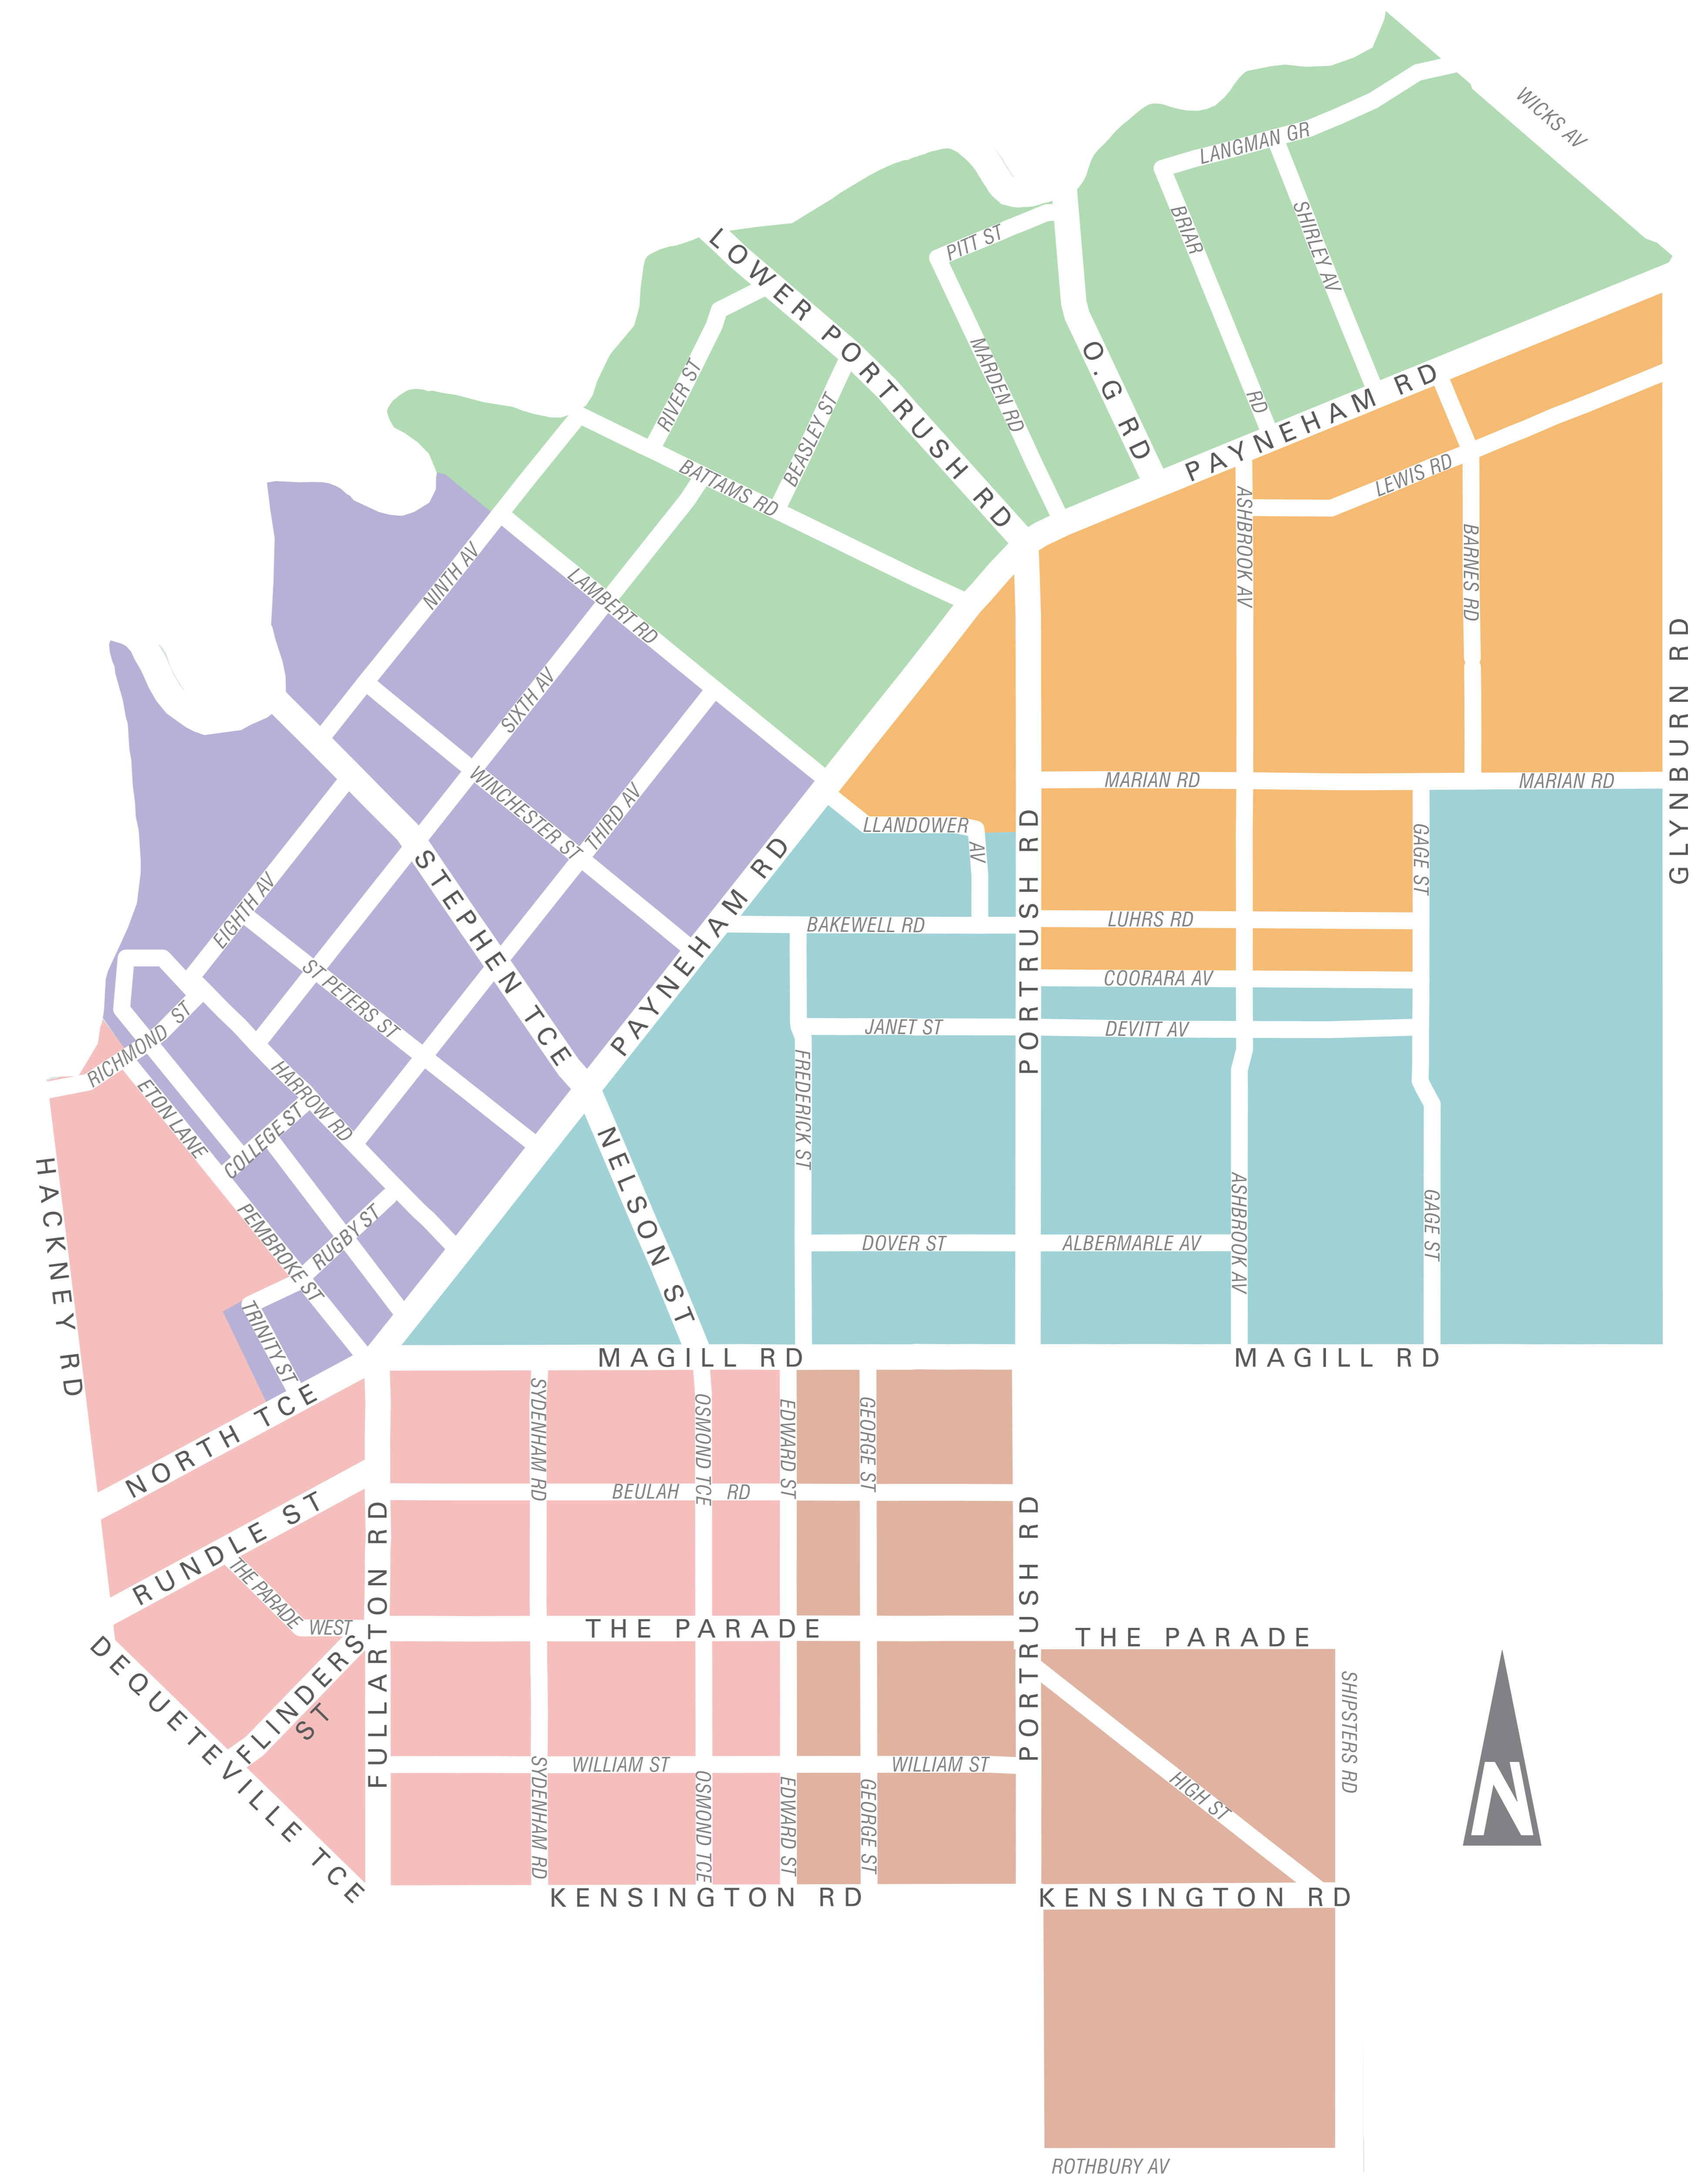 WICKS AV
LANGMAN GR
BRIAR
RD
SHIRLEY AV
PITT ST
LOWER PORTRUSH RD
MARDEN RD
O.G RD
PAYNEHAM RD
RIVER ST
BEASLEY ST
BATTAMS RD
LEWIS RD
ASHBROOK AV
BARNES RD
NINTH AV
LAMBERT RD
SIXTH AV
WINCHESTER ST
THIRD AV
GLYNBURN RD
MARIAN RD
MARIAN RD
LLANDOWER
AV
PORTRUSH RD
GAGE ST
STEPHEN TCE
PAYNEHAM RD
EIGHTH AV
BAKEWELL RD
LUHRS RD
ST PETERS ST
COORARA AV
JANET ST
DEVITT AV
RICHMOND ST
FREDERICK ST
HARROW RD
ETON LANE
COLLEGE ST
NELSON ST
HACKNEY RD
PEMBROKE ST
RUGBY ST
DOVER ST
ALBERMARLE AV
ASHBROOK AV
GAGE ST
TRINITY ST
MAGILL RD
MAGILL RD
NORTH TCE
SYDENHAM RD
OSMOND TCE
EDWARD ST
GEORGE ST
BEULAH RD
RUNDLE ST
FULLARTON RD
PORTRUSH RD
THE PARADE
WEST
THE PARADE
THE PARADE
FLINDERS
ST
DEQUETEVILLE TCE
SHIPSTERS RD
WILLIAM ST
WILLIAM ST
HIGH ST
SYDENHAM RD
OSMOND TCE
EDWARD ST
GEORGE ST
N
KENSINGTON RD
KENSINGTON RD
ROTHBURY AV